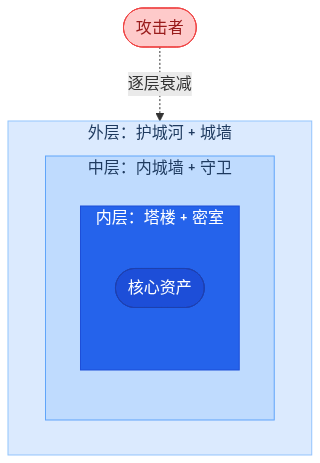 攻击者
逐层衰减
外层：护城河 + 城墙
中层：内城墙 + 守卫
内层：塔楼 + 密室
核心资产